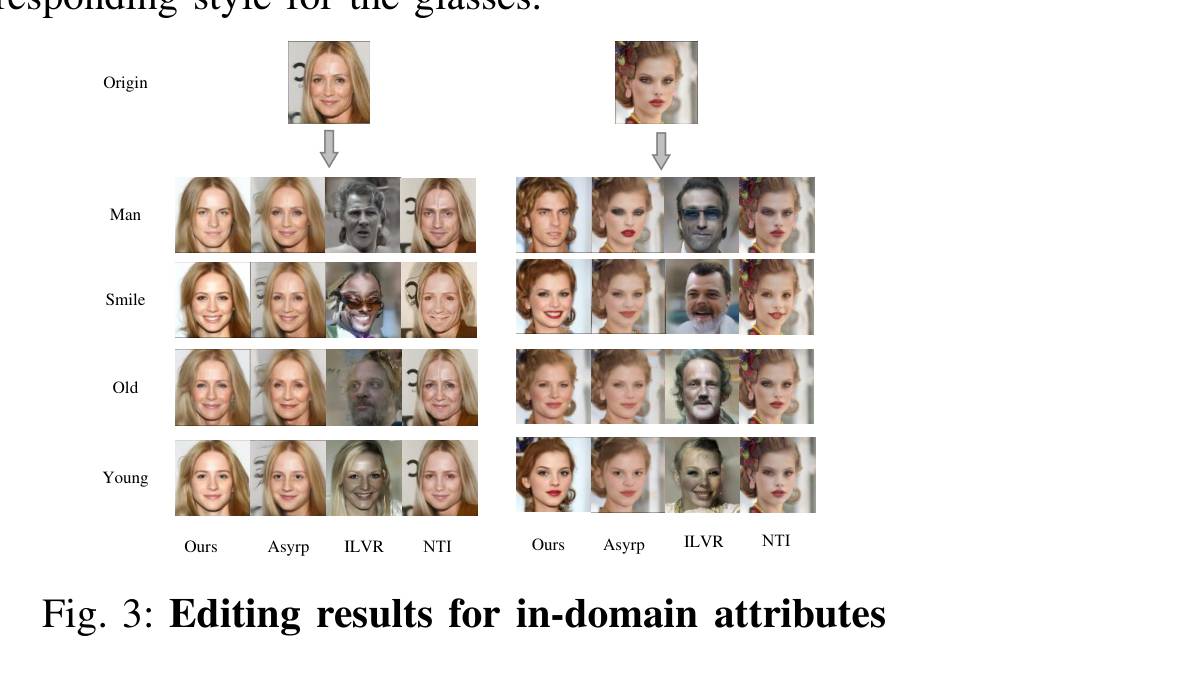 responding style for the glasses.
Origin
Man
Smile
Old
Young
Ours Asyrp ILVR NTI Ours Asyrp ILVR NTI
Fig. 3: Editing results for in-domain attributes